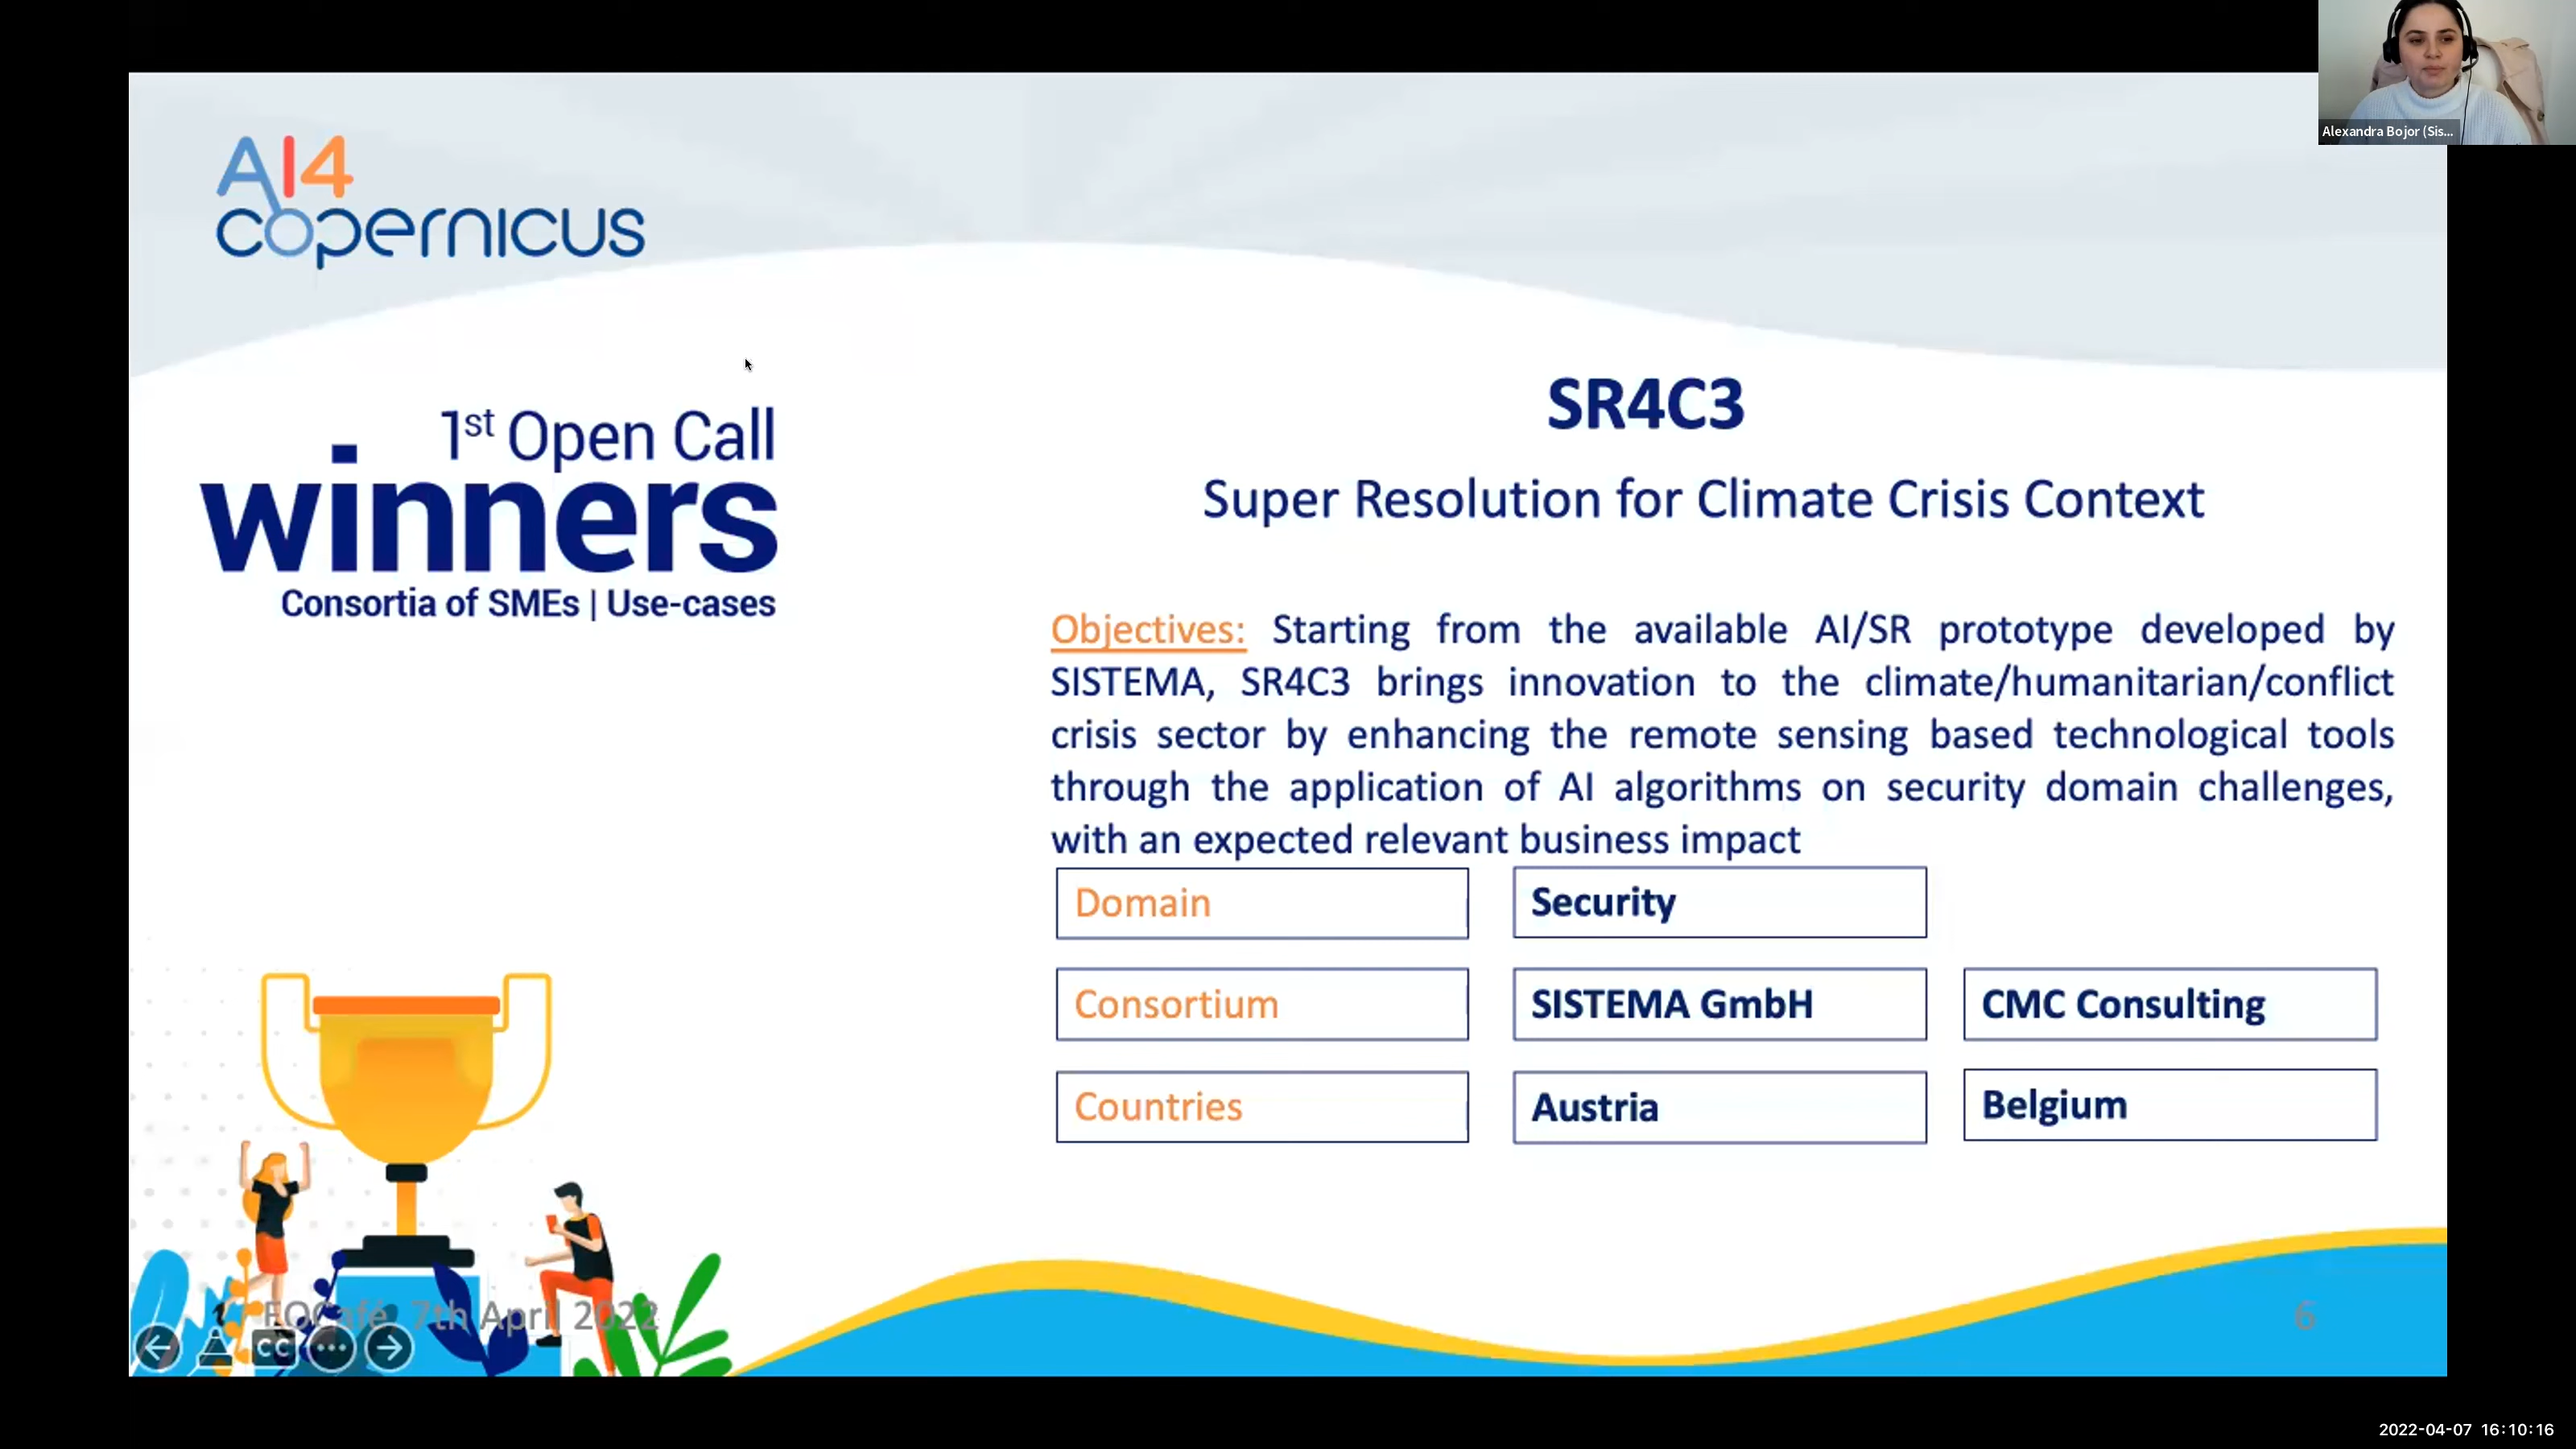 Alexandra Bojor (Sis...
AI4
copernicus
1st Open Call
winners
Consortia of SMEs | Use-cases
SR4C3
Super Resolution for Climate Crisis Context
Objectives: Starting from the available AI/SR prototype developed by
SISTEMA, SR4C3 brings innovation to the climate/humanitarian/conflict
crisis sector by enhancing the remote sensing based technological tools
through the application of AI algorithms on security domain challenges,
with an expected relevant business impact
Domain Security
Consortium SISTEMA GmbH CMC Consulting
Countries Austria Belgium
EOCafé, 7th April 2022
6
CC
2022-04-07 16:10:16